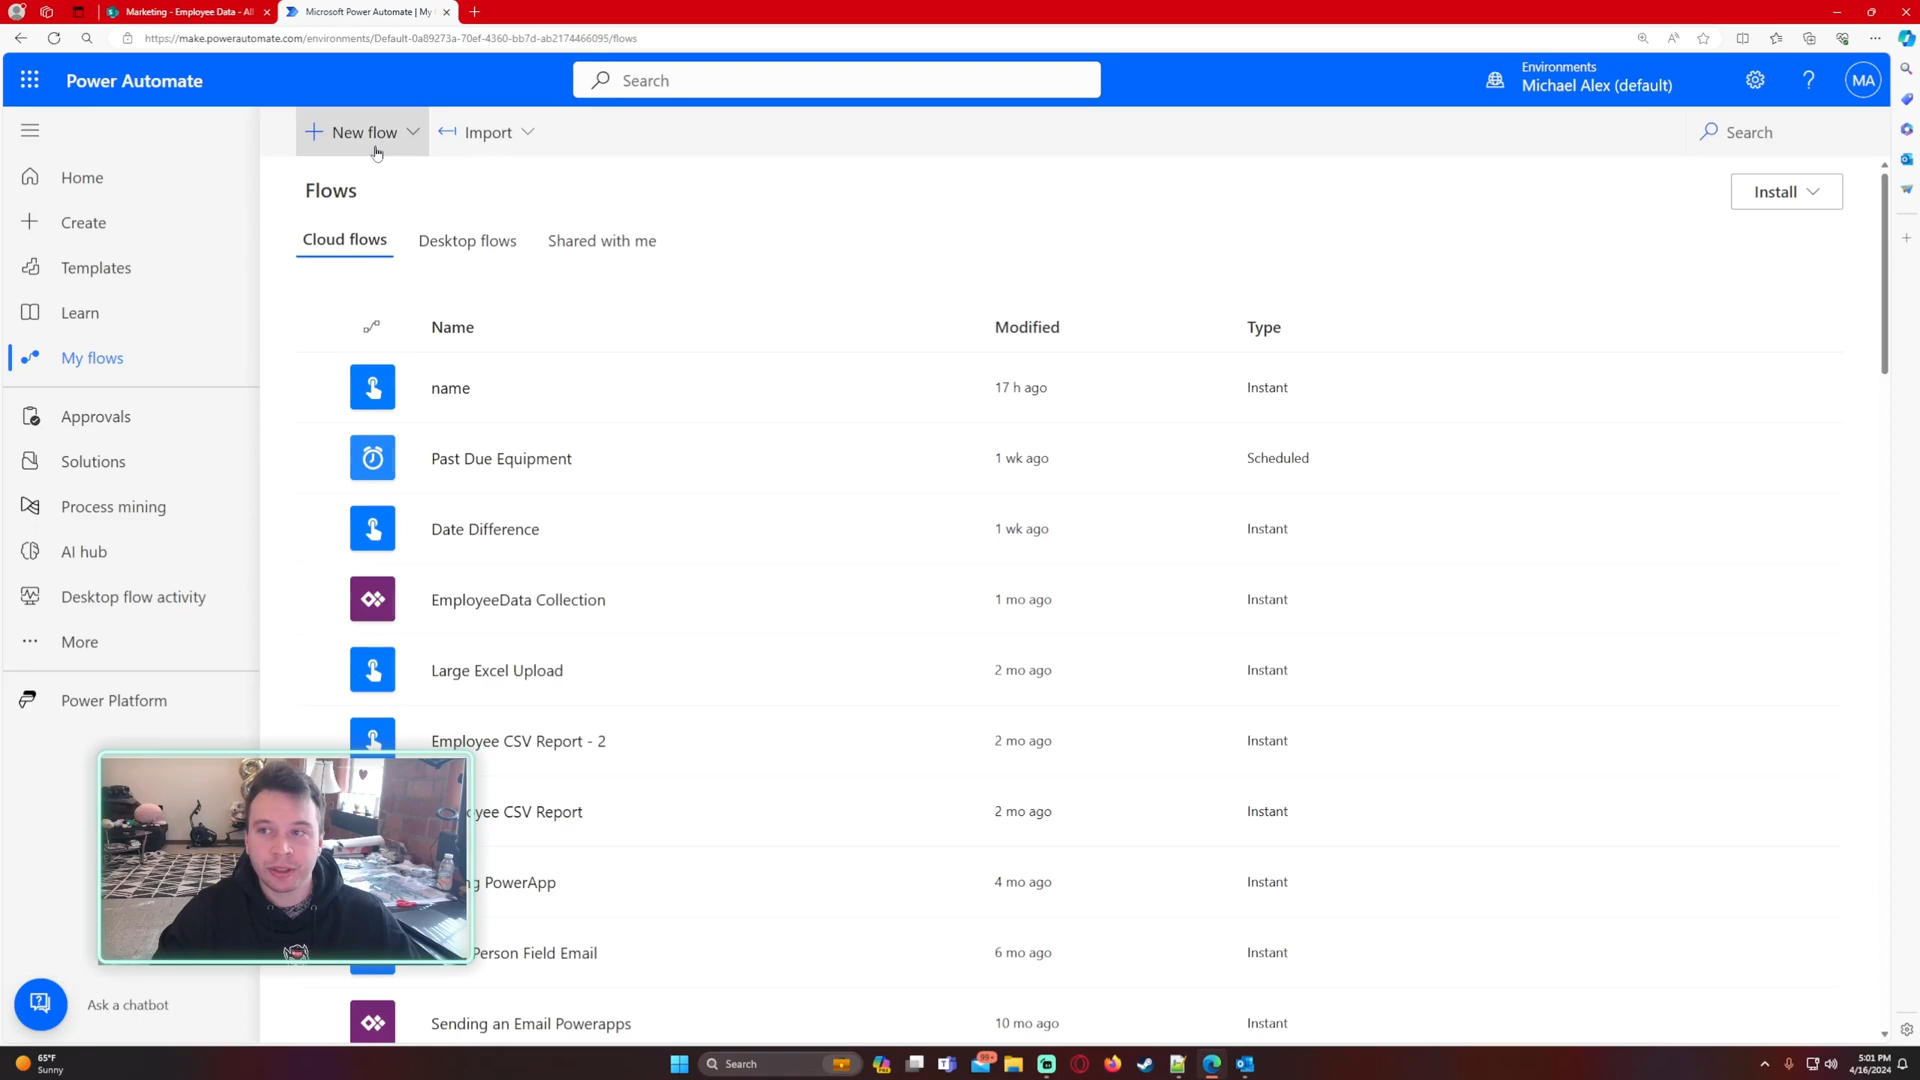 Marketing - Employee Data - All
Microsoft Power Automate | My
https://make.powerautomate.com/environments/Default-0a89273a-70ef-4360-bb7d-ab2174466095/flows
Power Automate
Search
Environments
Michael Alex (default)
MA
New flow
Import
Search
Home
Create
Templates
Learn
My flows
Approvals
Solutions
Process mining
AI hub
Desktop flow activity
More
Power Platform
Ask a chatbot
Flows
Install
Cloud flows
Desktop flows
Shared with me
Name Modified Type
name 17 h ago Instant
Past Due Equipment 1 wk ago Scheduled
Date Difference 1 wk ago Instant
EmployeeData Collection 1 mo ago Instant
Large Excel Upload 2 mo ago Instant
Employee CSV Report - 2 2 mo ago Instant
yee CSV Report 2 mo ago Instant
g PowerApp 4 mo ago Instant
Person Field Email 6 mo ago Instant
Sending an Email Powerapps 10 mo ago Instant
65°F
Sunny
Search
99+
5:01 PM
4/16/2024